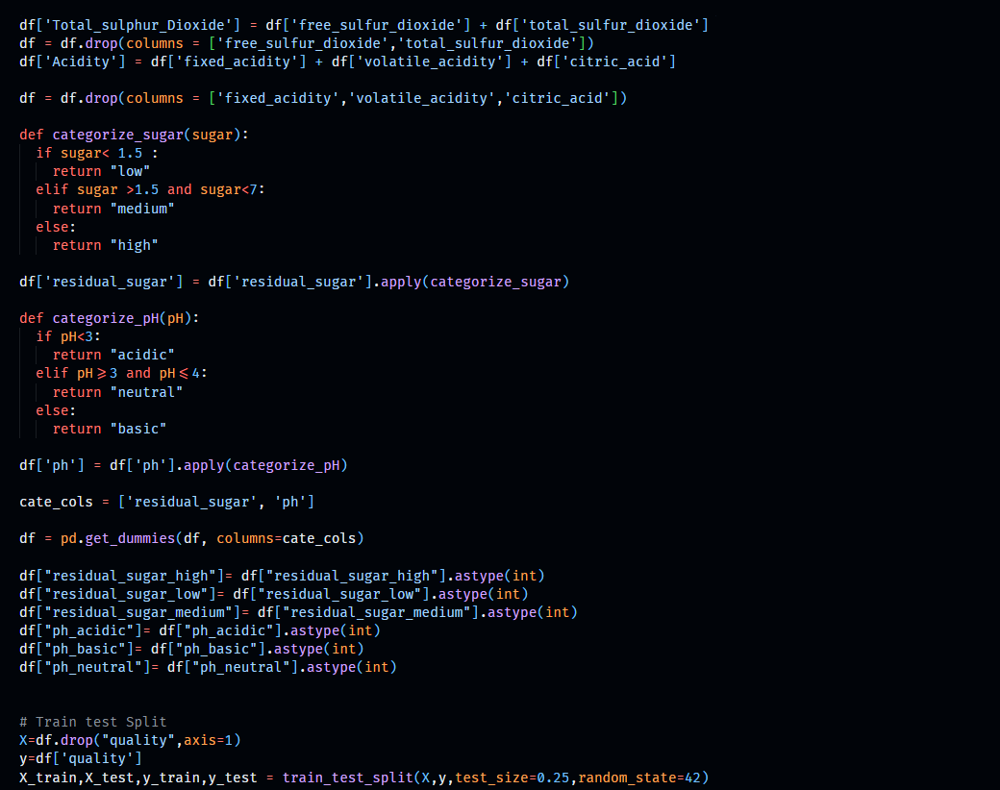 df['Total_sulphur_Dioxide'] = df['free_sulfur_dioxide'] + df['total_sulfur_dioxide']
df = df.drop(columns = ['free_sulfur_dioxide','total_sulfur_dioxide'])
df['Acidity'] = df['fixed_acidity'] + df['volatile_acidity'] + df['citric_acid']
df = df.drop(columns = ['fixed_acidity','volatile_acidity','citric_acid'])
def categorize_sugar(sugar):
  if sugar< 1.5 :
    return "low"
  elif sugar >1.5 and sugar<7:
    return "medium"
  else:
    return "high"
df['residual_sugar'] = df['residual_sugar'].apply(categorize_sugar)
def categorize_pH(pH):
  if pH<3:
    return "acidic"
  elif pH⩾3 and pH⩽4:
    return "neutral"
  else:
    return "basic"
df['ph'] = df['ph'].apply(categorize_pH)
cate_cols = ['residual_sugar', 'ph']
df = pd.get_dummies(df, columns=cate_cols)
df["residual_sugar_high"]= df["residual_sugar_high"].astype(int)
df["residual_sugar_low"]= df["residual_sugar_low"].astype(int)
df["residual_sugar_medium"]= df["residual_sugar_medium"].astype(int)
df["ph_acidic"]= df["ph_acidic"].astype(int)
df["ph_basic"]= df["ph_basic"].astype(int)
df["ph_neutral"]= df["ph_neutral"].astype(int)
# Train test Split
X=df.drop("quality",axis=1)
y=df['quality']
X_train,X_test,y_train,y_test = train_test_split(X,y,test_size=0.25,random_state=42)